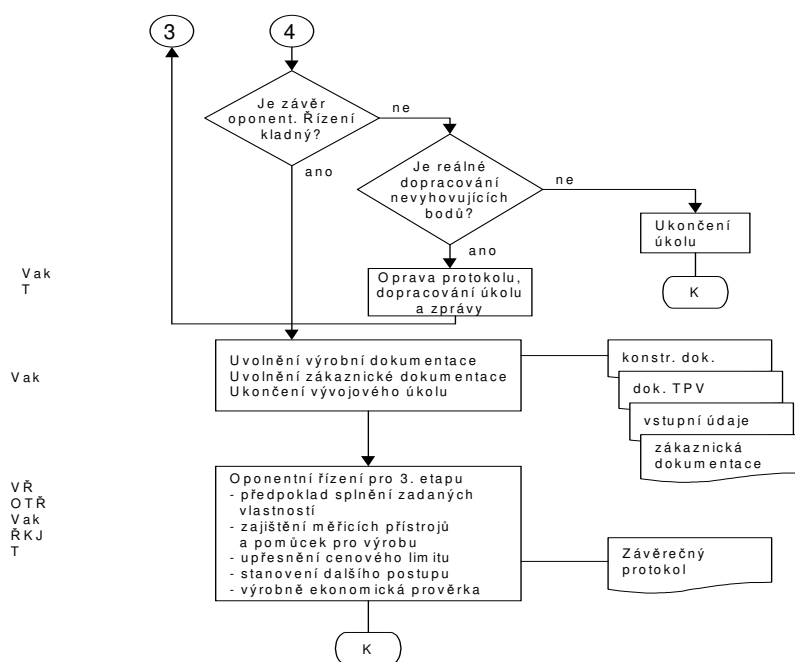 3
4
Je závěr
oponent. Řízení
kladný?
ne
ano
Je reálné
dopracování
nevyhovujících
bodů?
ne
ano
Ukončení
úkolu
K
Vak
T
Oprava protokolu,
dopracování úkolu
a zprávy
Vak
Uvolnění výrobní dokumentace
Uvolnění zákaznické dokumentace
Ukončení vývojového úkolu
konstr. dok.
dok. TPV
vstupní údaje
zákaznická
dokumentace
VŘ
OTŘ
Vak
ŘKJ
T
Oponentní řízení pro 3. etapu
- předpoklad splnění zadaných
vlastností
- zajištění měřicích přístrojů
a pomůcek pro výrobu
- upřesnění cenového limitu
- stanovení dalšího postupu
- výrobně ekonomická prověrka
Závěrečný
protokol
K